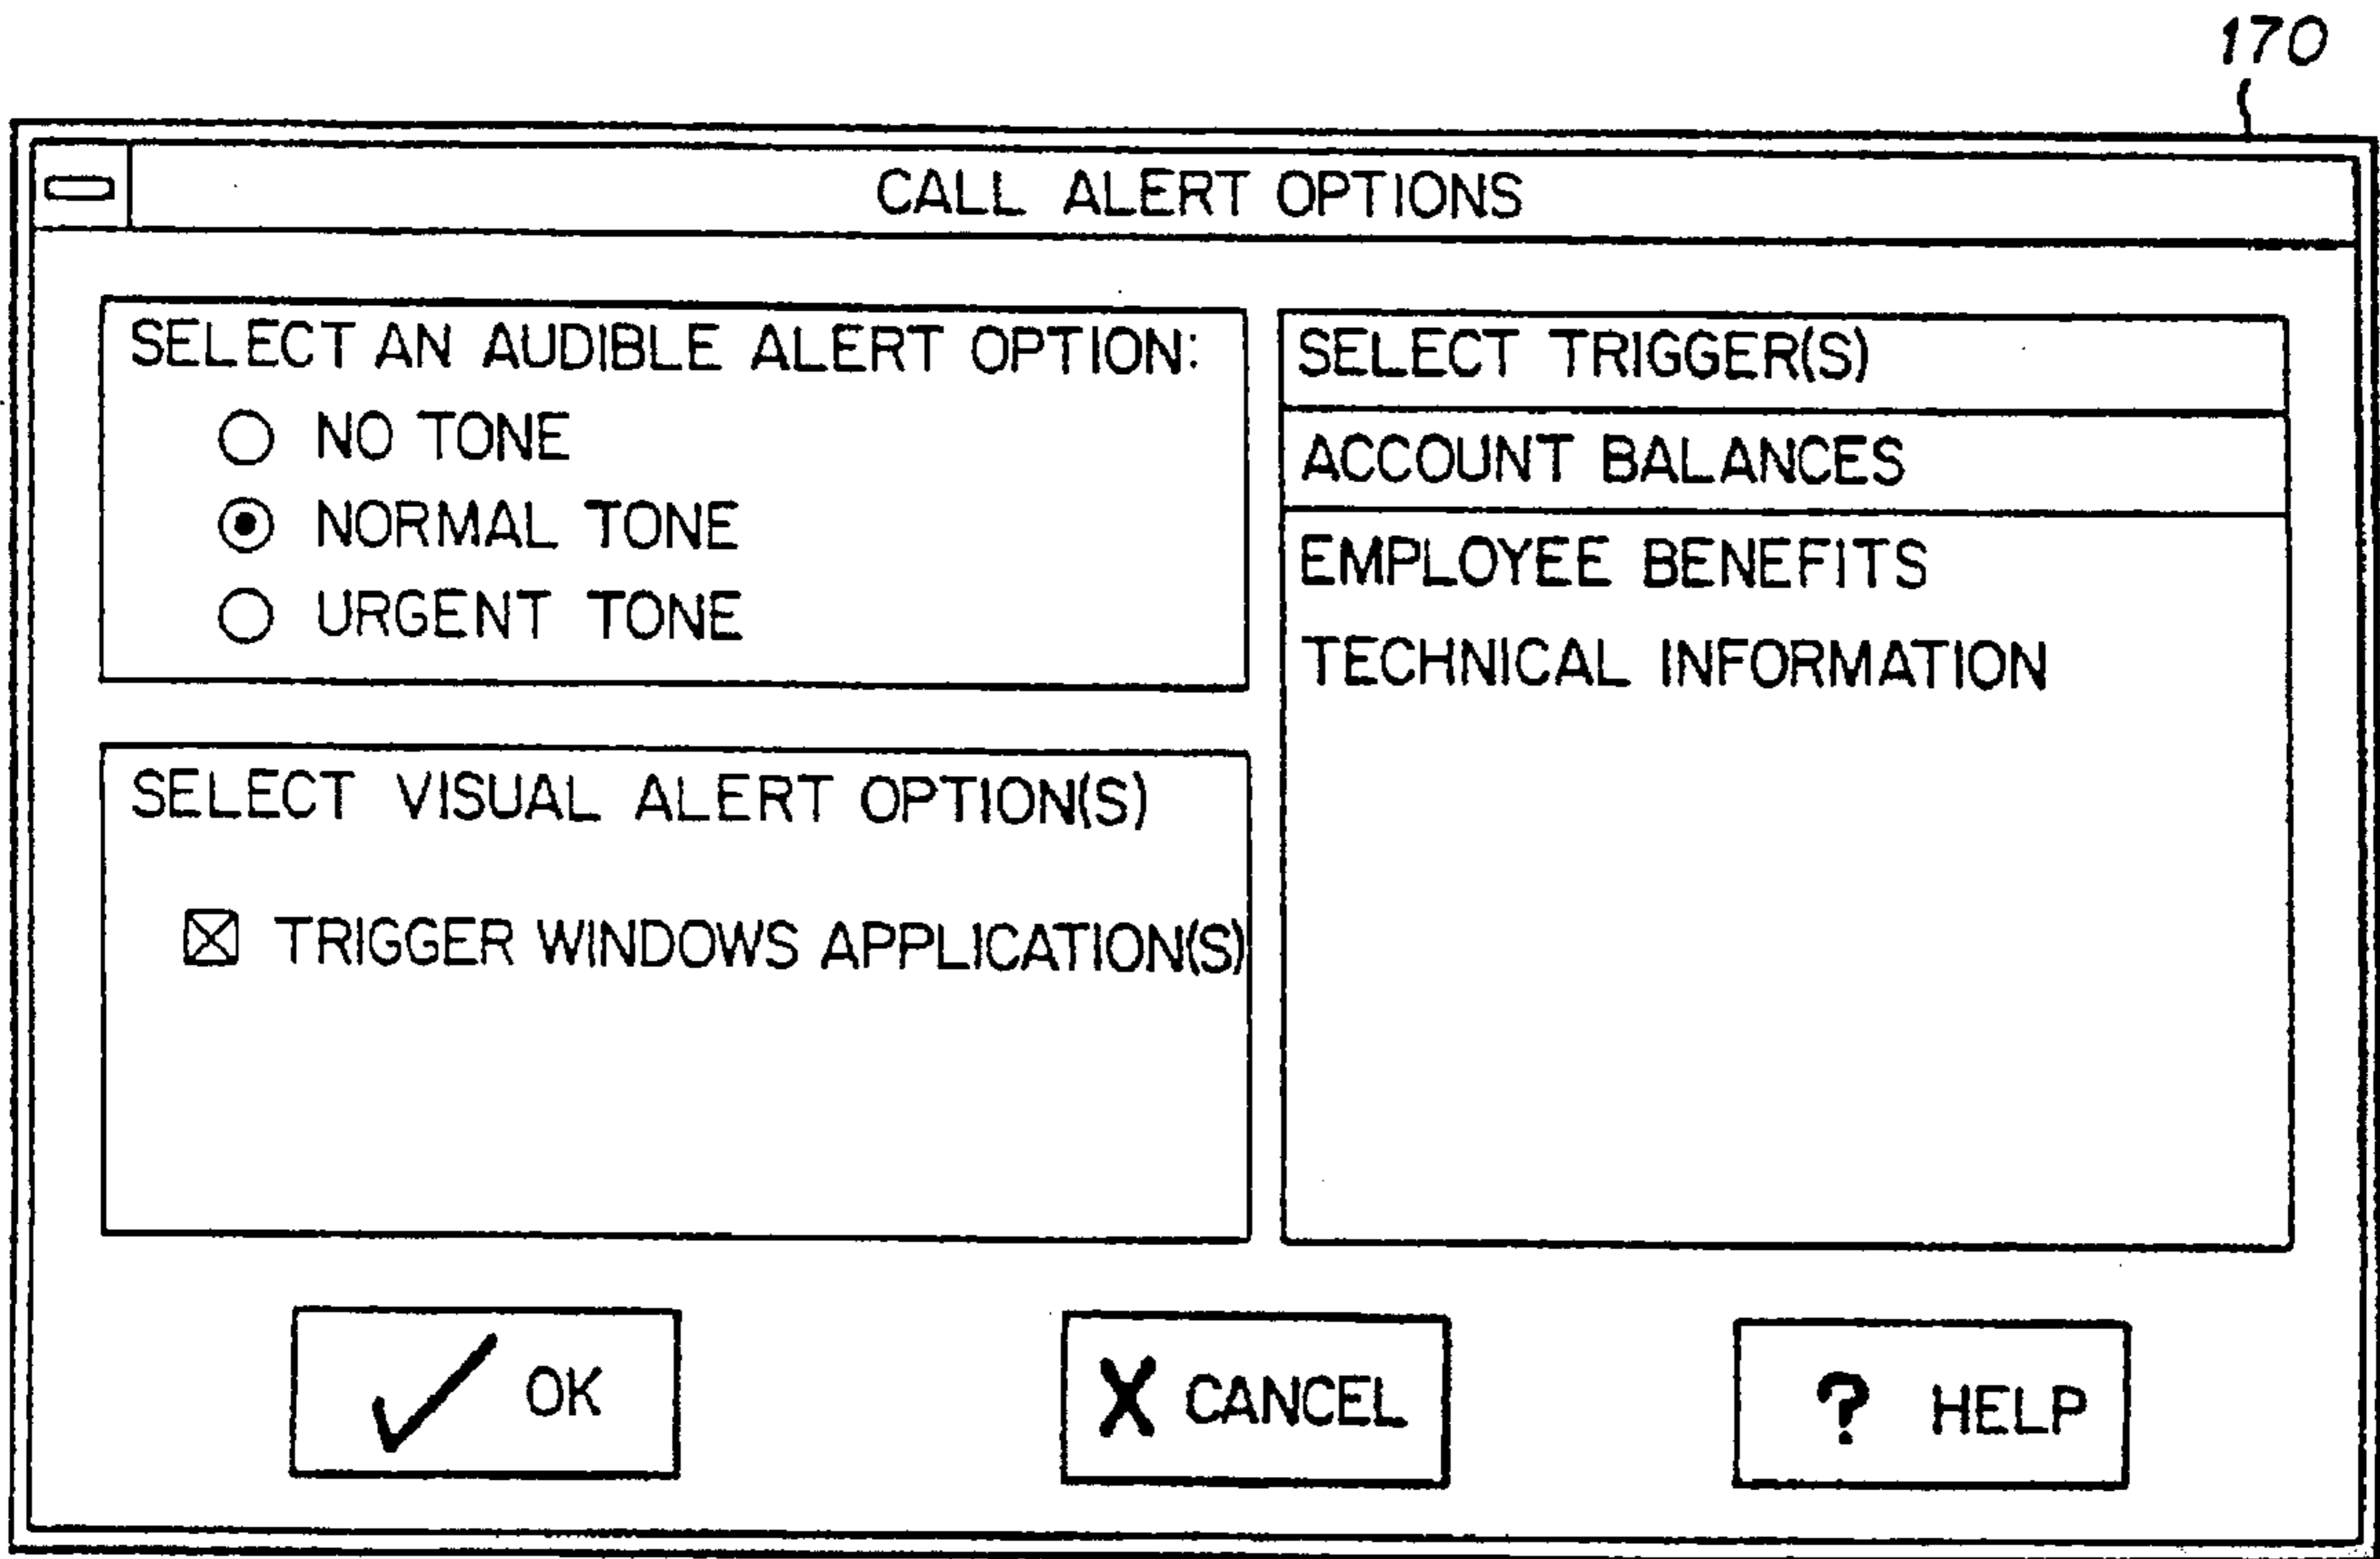 170
CALL ALERT OPTIONS
SELECT AN AUDIBLE ALERT OPTION:
NO TONE
NORMAL TONE
URGENT TONE
SELECT VISUAL ALERT OPTION(S)
TRIGGER WINDOWS APPLICATION(S)
SELECT TRIGGER(S)
ACCOUNT BALANCES
EMPLOYEE BENEFITS
TECHNICAL INFORMATION
OK
X CANCEL
? HELP